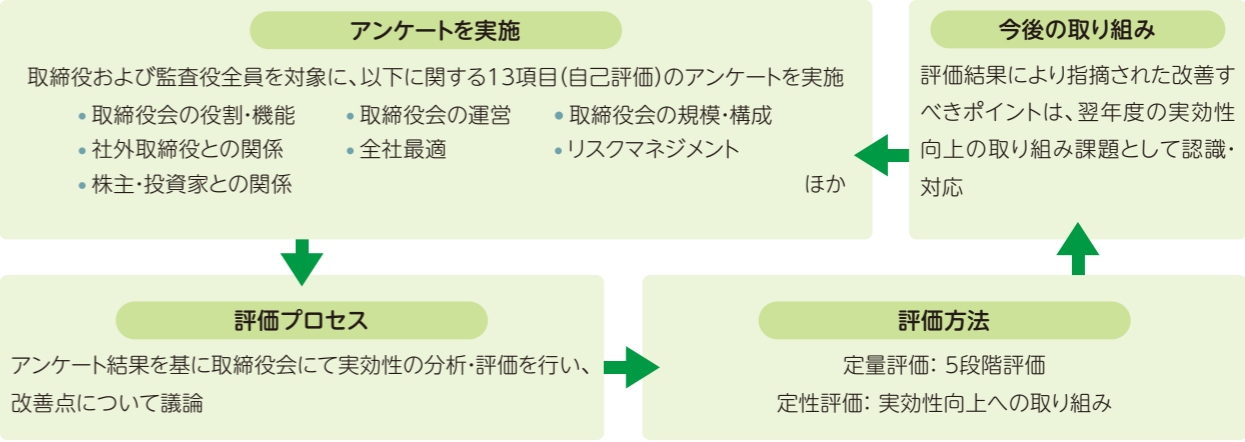 アンケートを実施
取締役および監査役全員を対象に、以下に関する13項目(自己評価)のアンケートを実施
•取締役会の役割・機能 •取締役会の運営 •取締役会の規模・構成
•社外取締役との関係 •全社最適 •リスクマネジメント
•株主・投資家との関係 ほか
評価プロセス
アンケート結果を基に取締役会にて実効性の分析・評価を行い、
改善点について議論
評価方法
定量評価: 5段階評価
定性評価: 実効性向上への取り組み
今後の取り組み
評価結果により指摘された改善す
べきポイントは、翌年度の実効性
向上の取り組み課題として認識・
対応